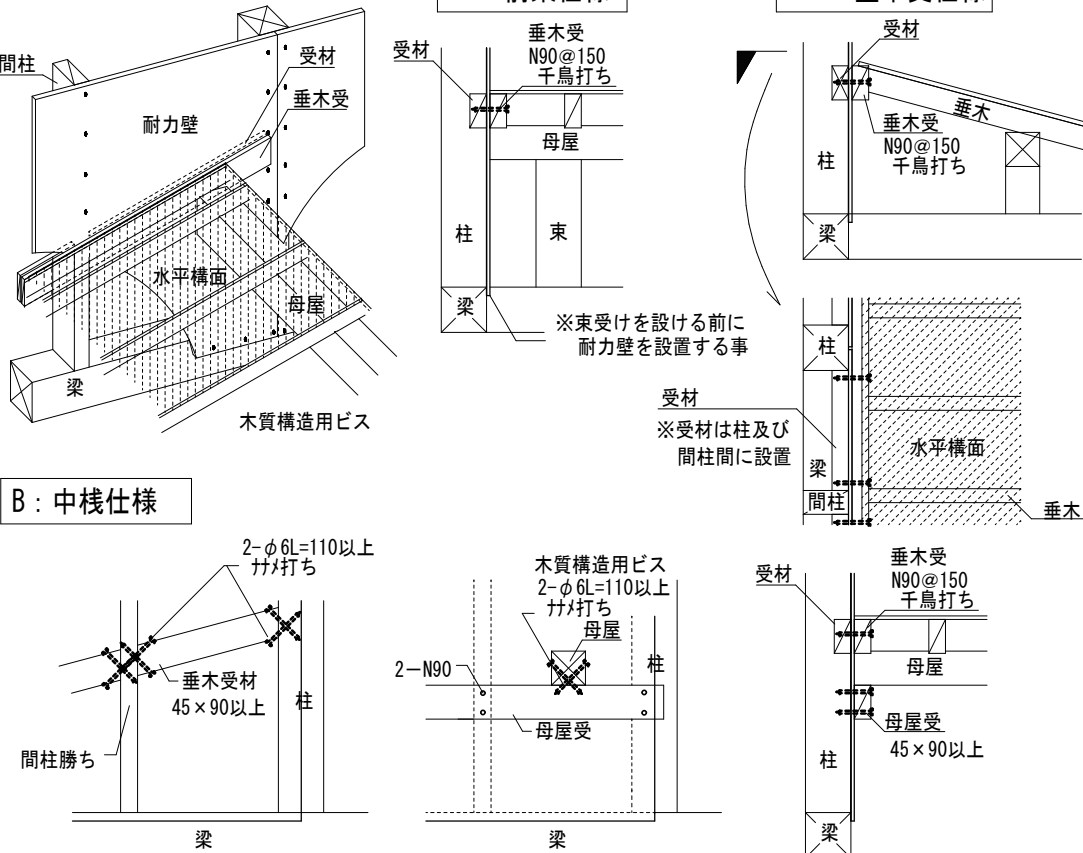 間柱
受材
垂木受
耐力壁
水平構面
母屋
梁
木質構造用ビス
受材
垂木受
N90@150
千鳥打ち
母屋
柱
束
梁
※束受けを設ける前に
耐力壁を設置する事
受材
垂木
垂木受
N90@150
千鳥打ち
柱
梁
柱
受材
※受材は柱及び
間柱間に設置
梁
間柱
水平構面
垂木
B：中桟仕様
2-φ6L=110以上
ﾅﾅﾒ打ち
垂木受材
45×90以上
柱
間柱勝ち
梁
木質構造用ビス
2-φ6L=110以上
ﾅﾅﾒ打ち
母屋
柱
2-N90
母屋受
梁
受材
垂木受
N90@150
千鳥打ち
母屋
母屋受
45×90以上
柱
梁